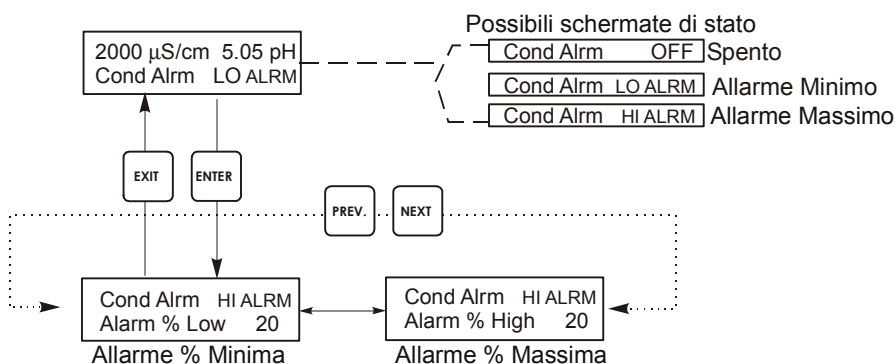 Possibili schermate di stato
2000 µS/cm 5.05 pH
Cond Alrm LO ALRM
Cond Alrm OFF Spento
Cond Alrm LO ALRM Allarme Minimo
Cond Alrm HI ALRM Allarme Massimo
EXIT
ENTER
PREV.
NEXT
Cond Alrm HI ALRM
Alarm % Low 20
Allarme % Minima
Cond Alrm HI ALRM
Alarm % High 20
Allarme % Massima